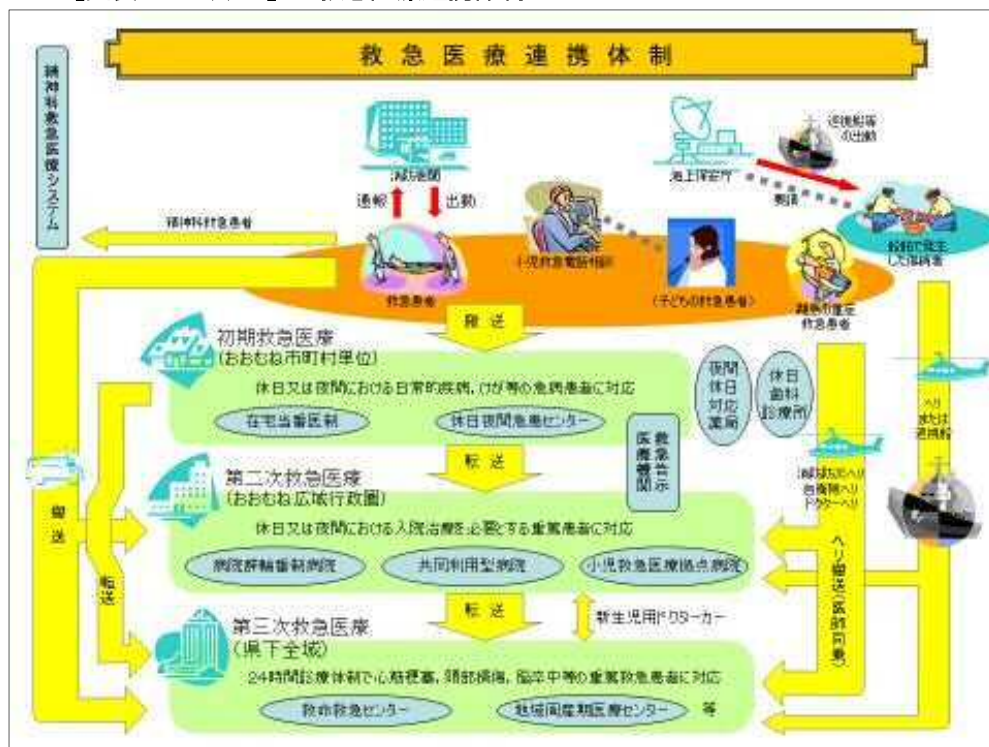 救急医療連携体制
精神科救急医療システム
消防機関
通報
出動
海上保安庁
巡視船等
の出動
要請
船舶で発生
した傷病者
精神科救急患者
救急患者
小児救急電話相談
(子どもの救急患者)
離島の重症
救急患者
搬送
初期救急医療
(おおむね市町村単位)
休日又は夜間における日常的疾病,けが等の急病患者に対応
在宅当番医制
休日夜間急患センター
夜間
休日
対応
薬局
休日
歯科
診療所
救急告示
医療機関
ヘリ
または
巡視船
消防防災ヘリ
自衛隊ヘリ
ドクターヘリ
転送
第二次救急医療
(おおむね広域行政圏)
休日又は夜間における入院治療を必要とする重篤患者に対応
病院群輪番制病院
共同利用型病院
小児救急医療拠点病院
搬送
転送
転送
新生児用ドクターカー
ヘリ搬送(医師同乗)
第三次救急医療
(県下全域)
24時間診療体制で心筋梗塞,頭部損傷,脳卒中等の重篤救急患者に対応
救命救急センター
地域周産期医療センター
等